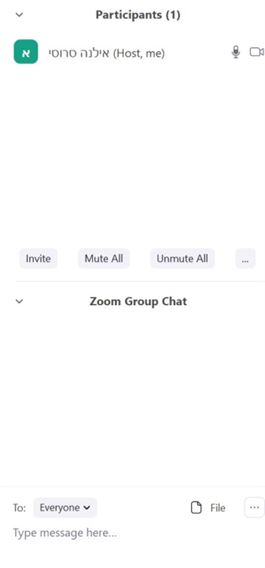 Participants (1)
א אילנה סרוסי (Host, me)
Invite Mute All Unmute All ...
Zoom Group Chat
To: Everyone File ...
Type message here...